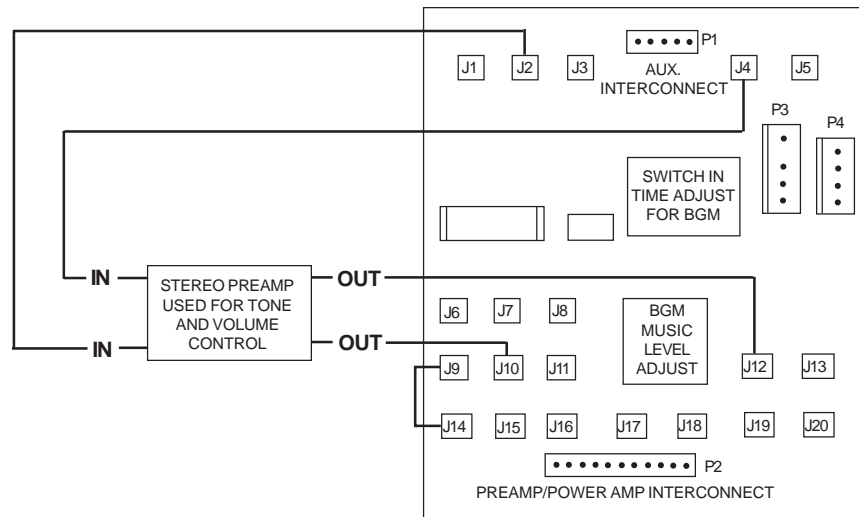 P1
J1 J2 J3 J4 J5
AUX.
INTERCONNECT
P3
P4
SWITCH IN
TIME ADJUST
FOR BGM
IN
STEREO PREAMP
USED FOR TONE
AND VOLUME
CONTROL
OUT
IN
OUT
J6 J7 J8
BGM
MUSIC
LEVEL
ADJUST
J9 J10 J11 J12 J13
J14 J15 J16 J17 J18 J19 J20
P2
PREAMP/POWER AMP INTERCONNECT